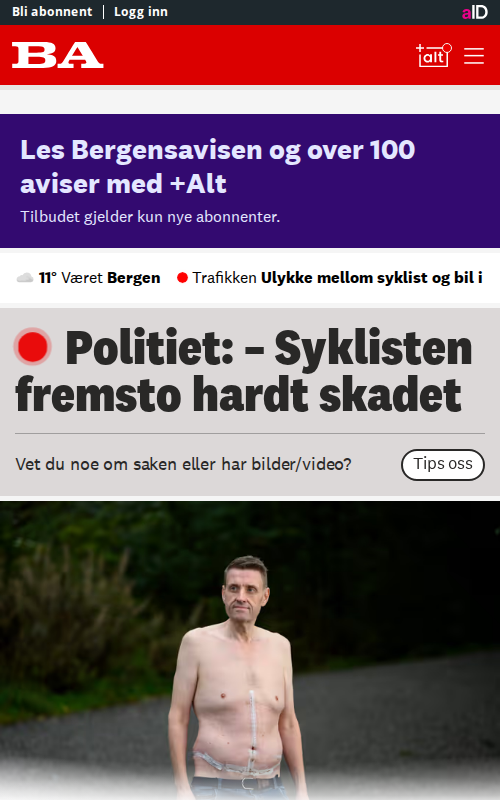 Bli abonnent | Logg inn
aID
BA
+alt
Les Bergensavisen og over 100
aviser med +Alt
Tilbudet gjelder kun nye abonnenter.
11° Været Bergen
Trafikken Ulykke mellom syklist og bil i
Politiet: – Syklisten
fremsto hardt skadet
Vet du noe om saken eller har bilder/video?
Tips oss